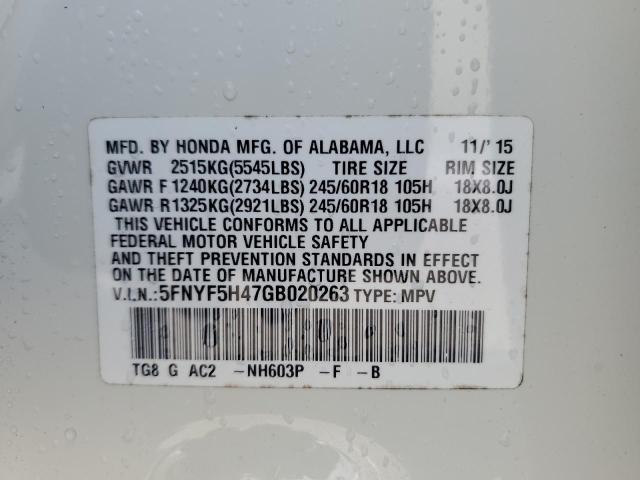 MFD. BY HONDA MFG. OF ALABAMA, LLC 11/'15
GVWR 2515KG(5545LBS) TIRE SIZE RIM SIZE
GAWR F1240KG(2734LBS) 245/60R18 105H 18X8.0J
GAWR R1325KG(2921LBS) 245/60R18 105H 18X8.0J
THIS VEHICLE CONFORMS TO ALL APPLICABLE
FEDERAL MOTOR VEHICLE SAFETY
AND THEFT PREVENTION STANDARDS IN EFFECT
ON THE DATE OF MANUFACTURE SHOWN ABOVE.
V.I.N.:5FNYF5H47GB020263 TYPE: MPV
TG8 G AC2 -NH603P -F -B